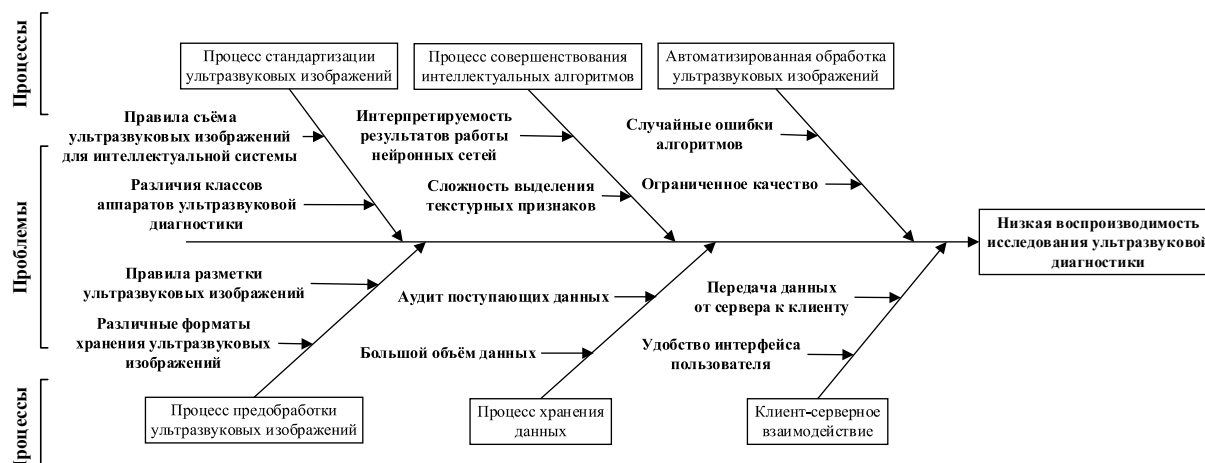 Процессы
Процесс стандартизации
ультразвуковых изображений
Процесс совершенствования
интеллектуальных алгоритмов
Автоматизированная обработка
ультразвуковых изображений
Проблемы
Правила съёма
ультразвуковых изображений
для интеллектуальной системы
Различия классов
аппаратов ультразвуковой
диагностики
Интерпретируемость
результатов работы
нейронных сетей
Сложность выделения
текстурных признаков
Случайные ошибки
алгоритмов
Ограниченное качество
Низкая воспроизводимость
исследования ультразвуковой
диагностики
Правила разметки
ультразвуковых изображений
Различные форматы
хранения ультразвуковых
изображений
Аудит поступающих данных
Большой объём данных
Передача данных
от сервера к клиенту
Удобство интерфейса
пользователя
Процессы
Процесс предобработки
ультразвуковых изображений
Процесс хранения
данных
Клиент-серверное
взаимодействие